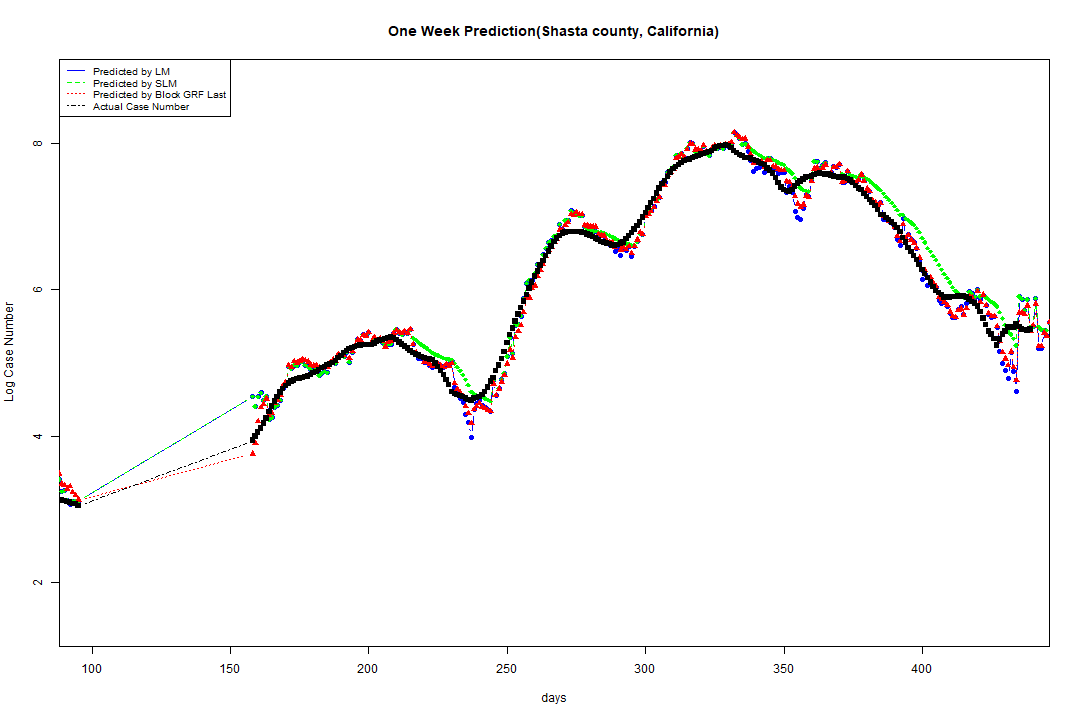 One Week Prediction(Shasta county, California)
Predicted by LM
Predicted by SLM
Predicted by Block GRF Last
Actual Case Number
8
6
4
2
Log Case Number
100 150 200 250 300 350 400
days